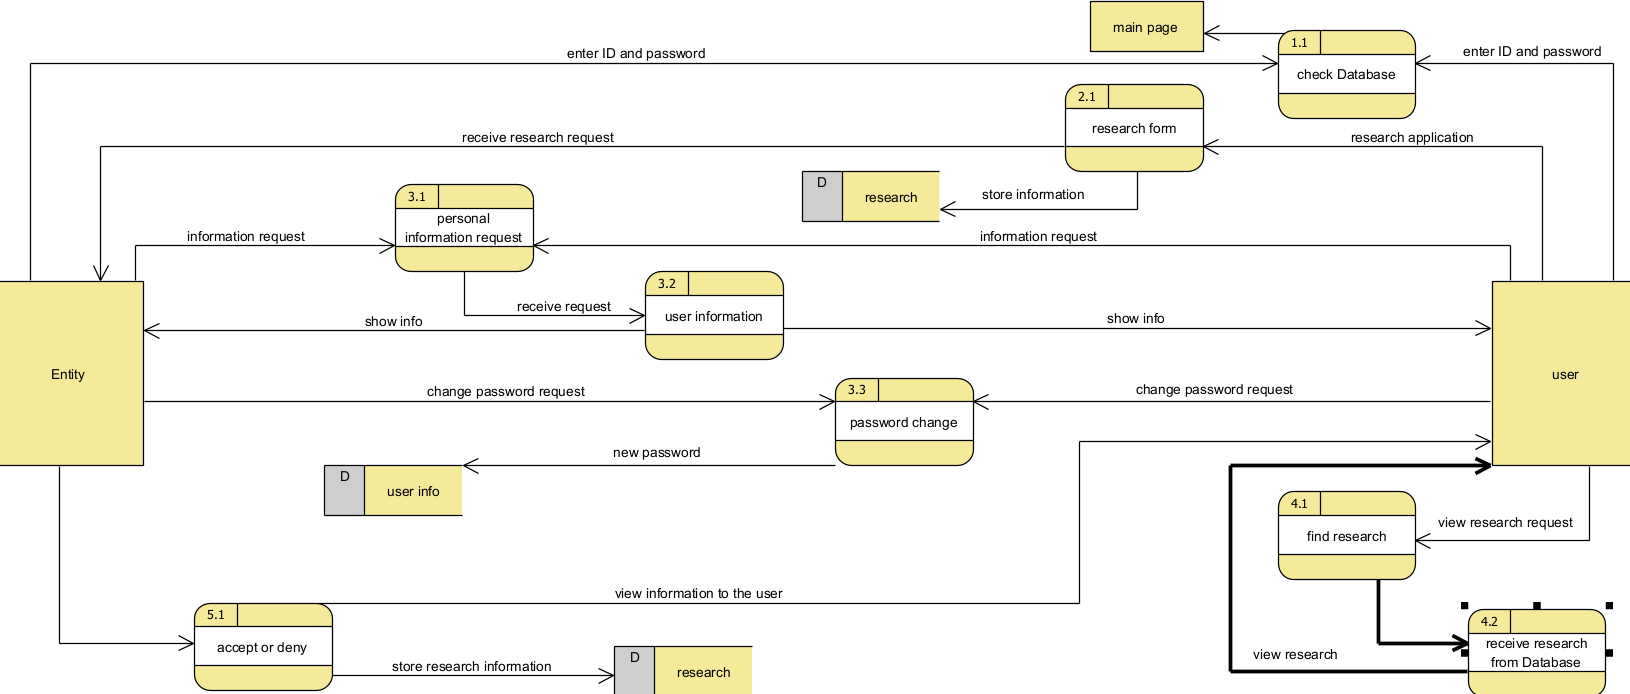 main page
1.1
enter ID and password
enter ID and password
check Database
2.1
research form
receive research request
research application
D
research
store information
3.1
personal
information request
information request
information request
3.2
receive request
user information
show info
show info
Entity
user
3.3
change password request
change password request
password change
new password
D
user info
4.1
view research request
find research
view information to the user
5.1
4.2
accept or deny
receive research
from Database
view research
D
store research information
research